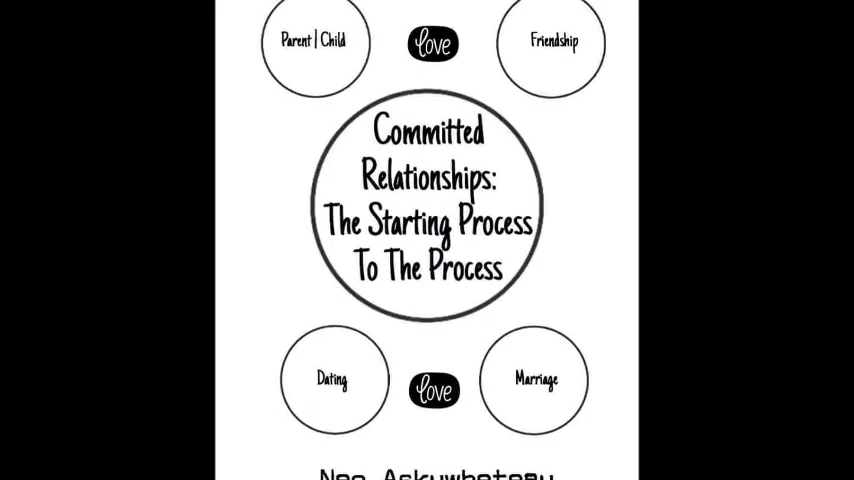 Parent | Child
love
Friendship
Committed
Relationships:
The Starting Process
To The Process
Dating
love
Marriage